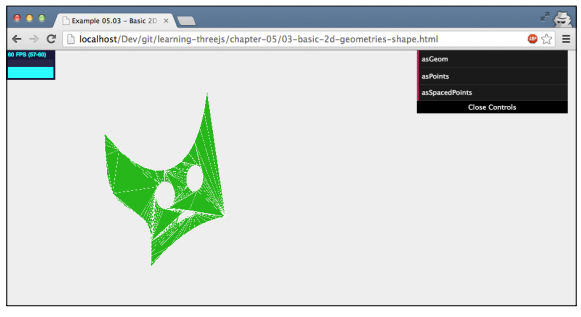 Example 05.03 - Basic 2D
localhost/Dev/git/learning-threejs/chapter-05/03-basic-2d-geometries-shape.html
ABP
60 FPS (57-60)
asGeom
asPoints
asSpacedPoints
Close Controls